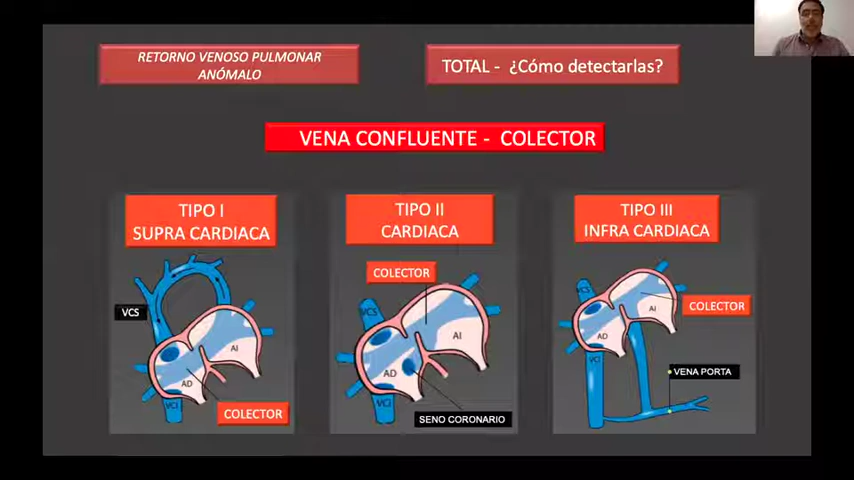 RETORNO VENOSO PULMONAR
ANÓMALO
TOTAL - ¿Cómo detectarlas?
VENA CONFLUENTE - COLECTOR
TIPO I
SUPRA CARDIACA
TIPO II
CARDIACA
TIPO III
INFRA CARDIACA
VCS
AI
AD
VCI
COLECTOR
COLECTOR
VCS
AI
AD
VCI
SENO CORONARIO
VCS
AI
AD
VCI
COLECTOR
VENA PORTA